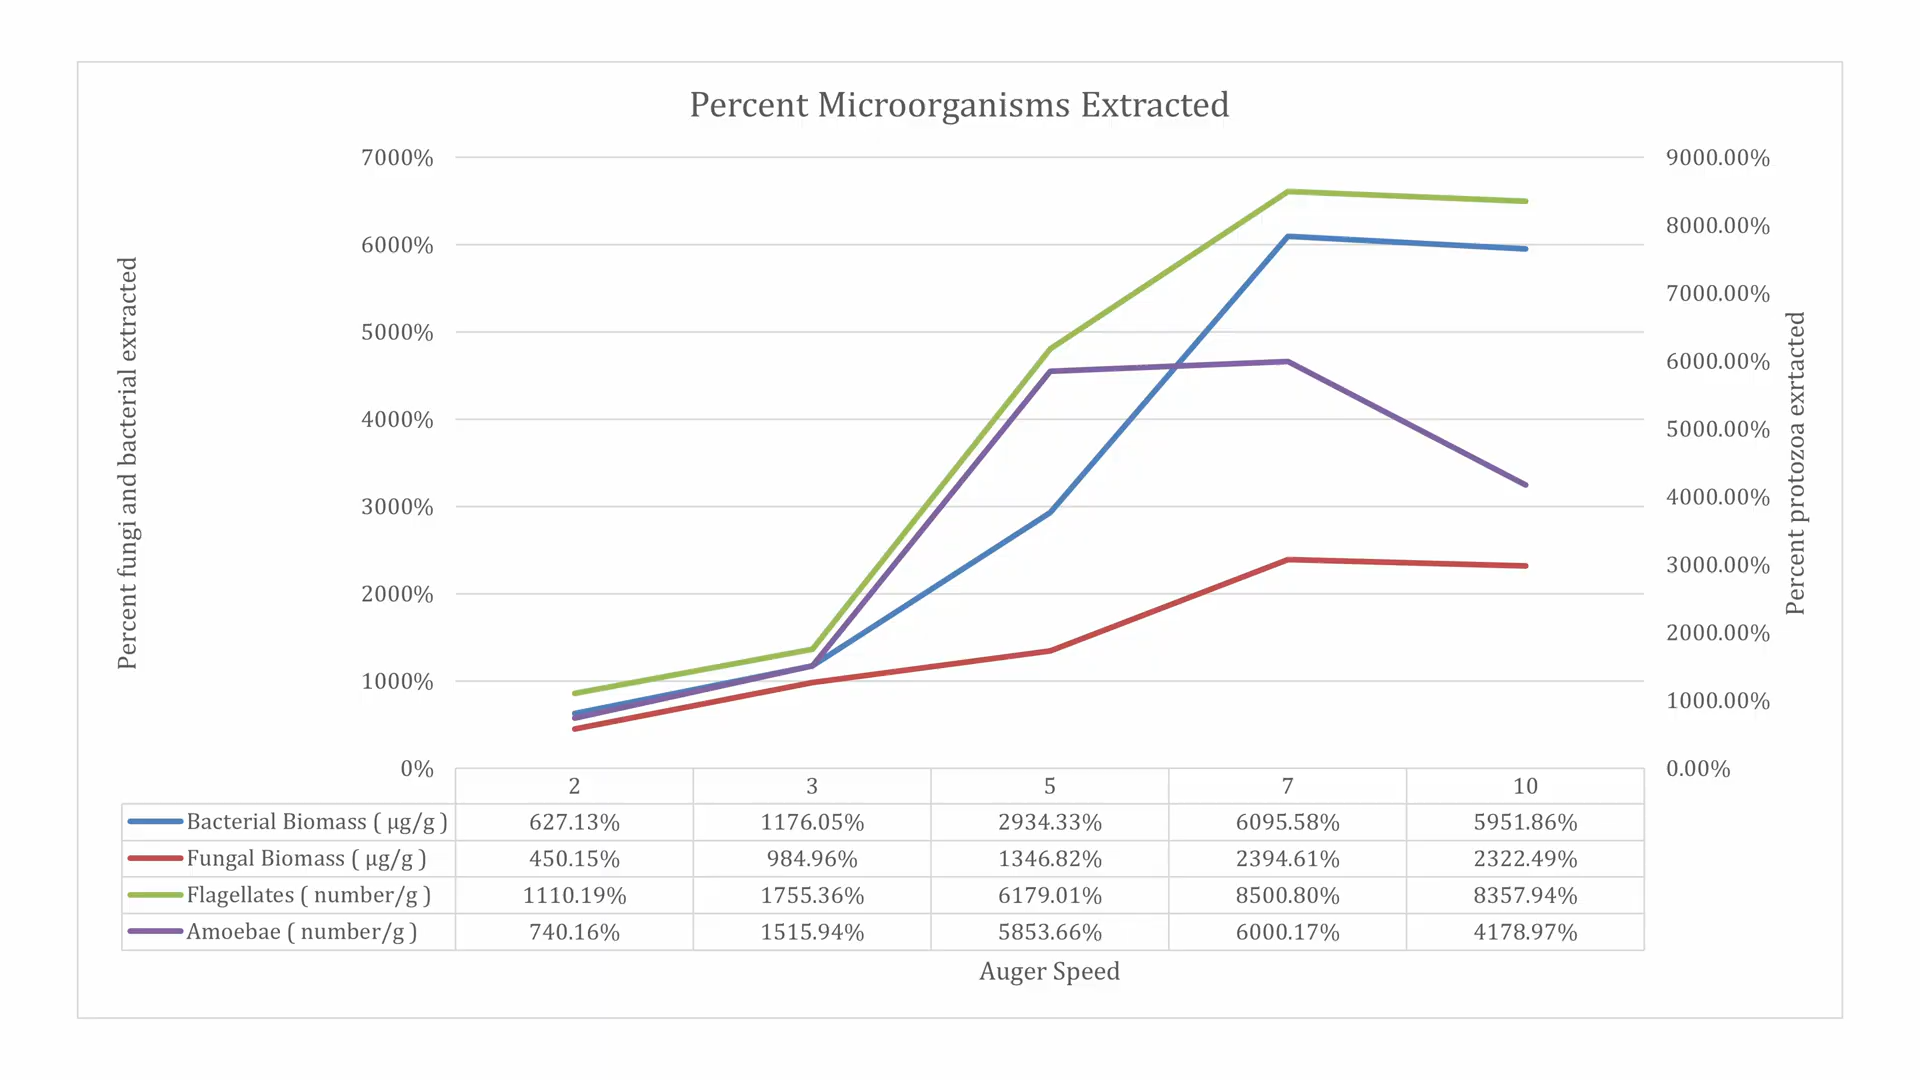 Percent Microorganisms Extracted
7000%
6000%
5000%
4000%
3000%
2000%
1000%
0%
Percent fungi and bacterial extracted
9000.00%
8000.00%
7000.00%
6000.00%
5000.00%
4000.00%
3000.00%
2000.00%
1000.00%
0.00%
Percent protozoa exrtacted
2 3 5 7 10
Bacterial Biomass ( µg/g ) 627.13% 1176.05% 2934.33% 6095.58% 5951.86%
Fungal Biomass ( µg/g ) 450.15% 984.96% 1346.82% 2394.61% 2322.49%
Flagellates ( number/g ) 1110.19% 1755.36% 6179.01% 8500.80% 8357.94%
Amoebae ( number/g ) 740.16% 1515.94% 5853.66% 6000.17% 4178.97%
Auger Speed